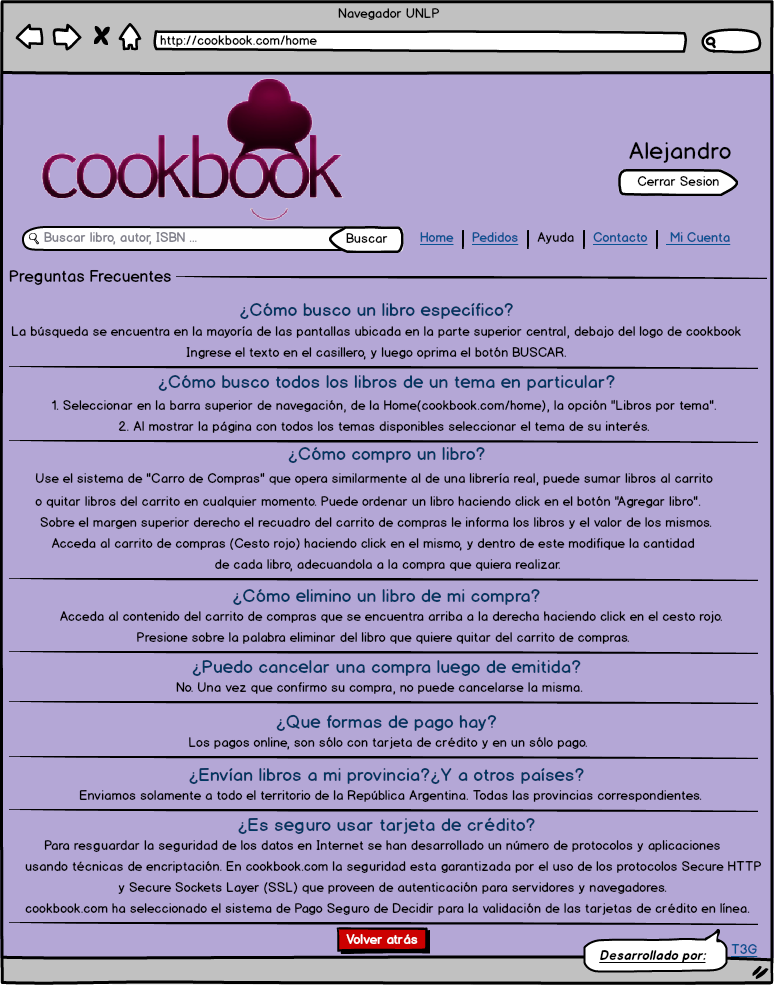 Navegador UNLP
http://cookbook.com/home
cookbook
Alejandro
Cerrar Sesion
Buscar libro, autor, ISBN ...
Buscar
Home | Pedidos | Ayuda | Contacto | Mi Cuenta
Preguntas Frecuentes
¿Cómo busco un libro específico?
La búsqueda se encuentra en la mayoría de las pantallas ubicada en la parte superior central, debajo del logo de cookbook
Ingrese el texto en el casillero, y luego oprima el botón BUSCAR.
¿Cómo busco todos los libros de un tema en particular?
1. Seleccionar en la barra superior de navegación, de la Home(cookbook.com/home), la opción "Libros por tema".
2. Al mostrar la página con todos los temas disponibles seleccionar el tema de su interés.
¿Cómo compro un libro?
Use el sistema de "Carro de Compras" que opera similarmente al de una librería real, puede sumar libros al carrito
o quitar libros del carrito en cualquier momento. Puede ordenar un libro haciendo click en el botón "Agregar libro".
Sobre el margen superior derecho el recuadro del carrito de compras le informa los libros y el valor de los mismos.
Acceda al carrito de compras (Cesto rojo) haciendo click en el mismo, y dentro de este modifique la cantidad
de cada libro, adecuandola a la compra que quiera realizar.
¿Cómo elimino un libro de mi compra?
Acceda al contenido del carrito de compras que se encuentra arriba a la derecha haciendo click en el cesto rojo.
Presione sobre la palabra eliminar del libro que quiere quitar del carrito de compras.
¿Puedo cancelar una compra luego de emitida?
No. Una vez que confirmo su compra, no puede cancelarse la misma.
¿Que formas de pago hay?
Los pagos online, son sólo con tarjeta de crédito y en un sólo pago.
¿Envían libros a mi provincia?¿Y a otros países?
Enviamos solamente a todo el territorio de la República Argentina. Todas las provincias correspondientes.
¿Es seguro usar tarjeta de crédito?
Para resguardar la seguridad de los datos en Internet se han desarrollado un número de protocolos y aplicaciones
usando técnicas de encriptación. En cookbook.com la seguridad esta garantizada por el uso de los protocolos Secure HTTP
y Secure Sockets Layer (SSL) que proveen de autenticación para servidores y navegadores.
cookbook.com ha seleccionado el sistema de Pago Seguro de Decidir para la validación de las tarjetas de crédito en línea.
Volver atrás
Desarrollado por:
T3G